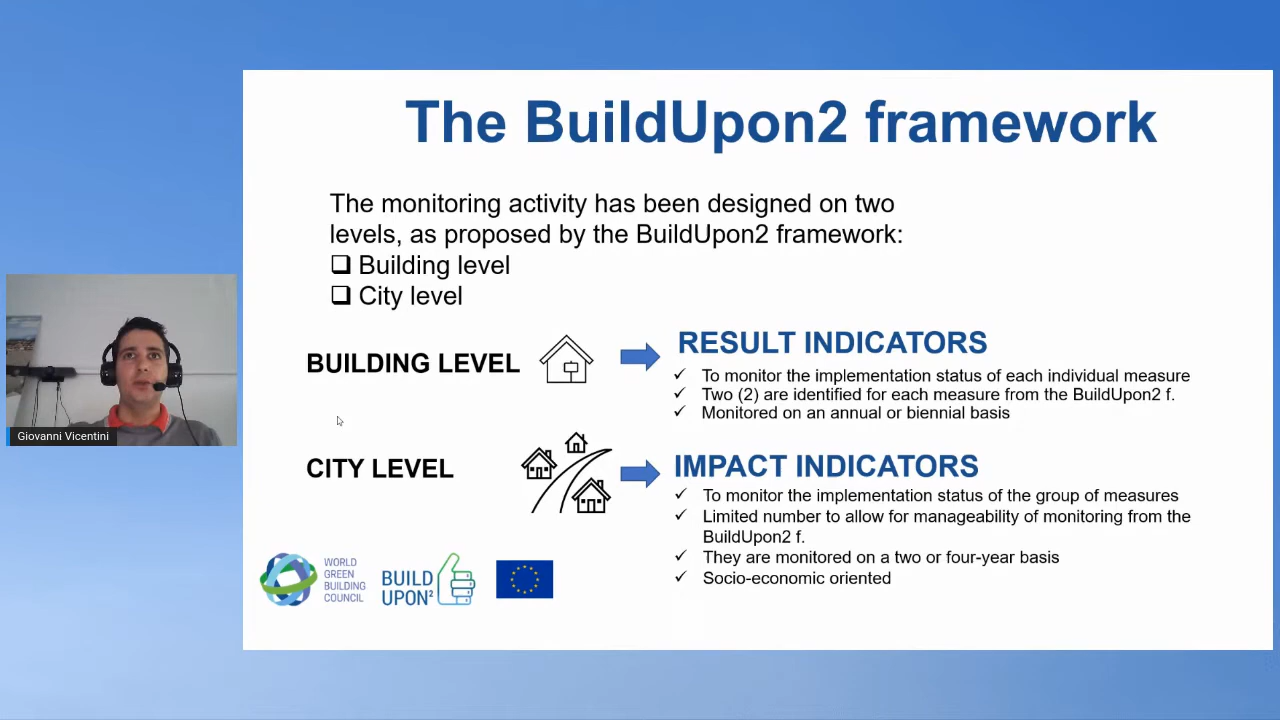 The BuildUpon2 framework
The monitoring activity has been designed on two
levels, as proposed by the BuildUpon2 framework:
❑ Building level
❑ City level
BUILDING LEVEL
RESULT INDICATORS
✓ To monitor the implementation status of each individual measure
✓ Two (2) are identified for each measure from the BuildUpon2 f.
✓ Monitored on an annual or biennial basis
Giovanni Vicentini
CITY LEVEL
IMPACT INDICATORS
✓ To monitor the implementation status of the group of measures
✓ Limited number to allow for manageability of monitoring from the
BuildUpon2 f.
✓ They are monitored on a two or four-year basis
✓ Socio-economic oriented
WORLD
GREEN
BUILDING
COUNCIL
BUILD
UPON²